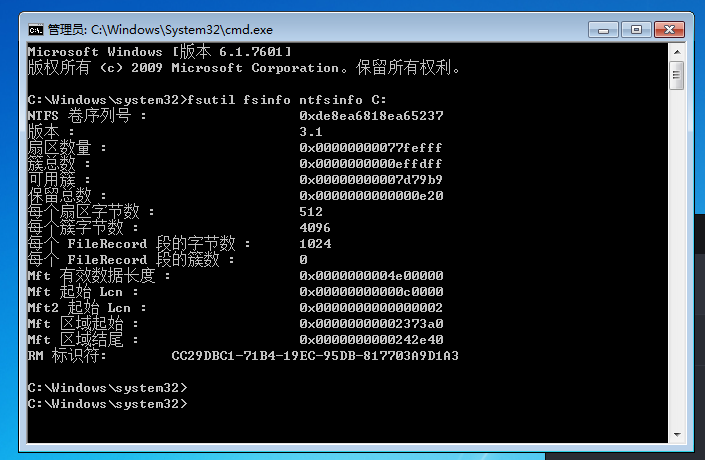 管理员: C:\Windows\System32\cmd.exe
Microsoft Windows [版本 6.1.7601]
版权所有 (c) 2009 Microsoft Corporation。保留所有权利。
C:\Windows\system32>fsutil fsinfo ntfsinfo C:
NTFS 卷序列号 : 0xde8ea6818ea65237
版本 : 3.1
扇区数量 : 0x00000000077fefff
簇总数 : 0x0000000000effdff
可用簇 : 0x00000000007d79b9
保留总数 : 0x0000000000000e20
每个扇区字节数 : 512
每个簇字节数 : 4096
每个 FileRecord 段的字节数 : 1024
每个 FileRecord 段的簇数 : 0
Mft 有效数据长度 : 0x0000000004e00000
Mft 起始 Lcn : 0x00000000000c0000
Mft2 起始 Lcn : 0x0000000000000002
Mft 区域起始 : 0x00000000002373a0
Mft 区域结尾 : 0x0000000000242e40
RM 标识符: CC29DBC1-71B4-19EC-95DB-817703A9D1A3
C:\Windows\system32>
C:\Windows\system32>